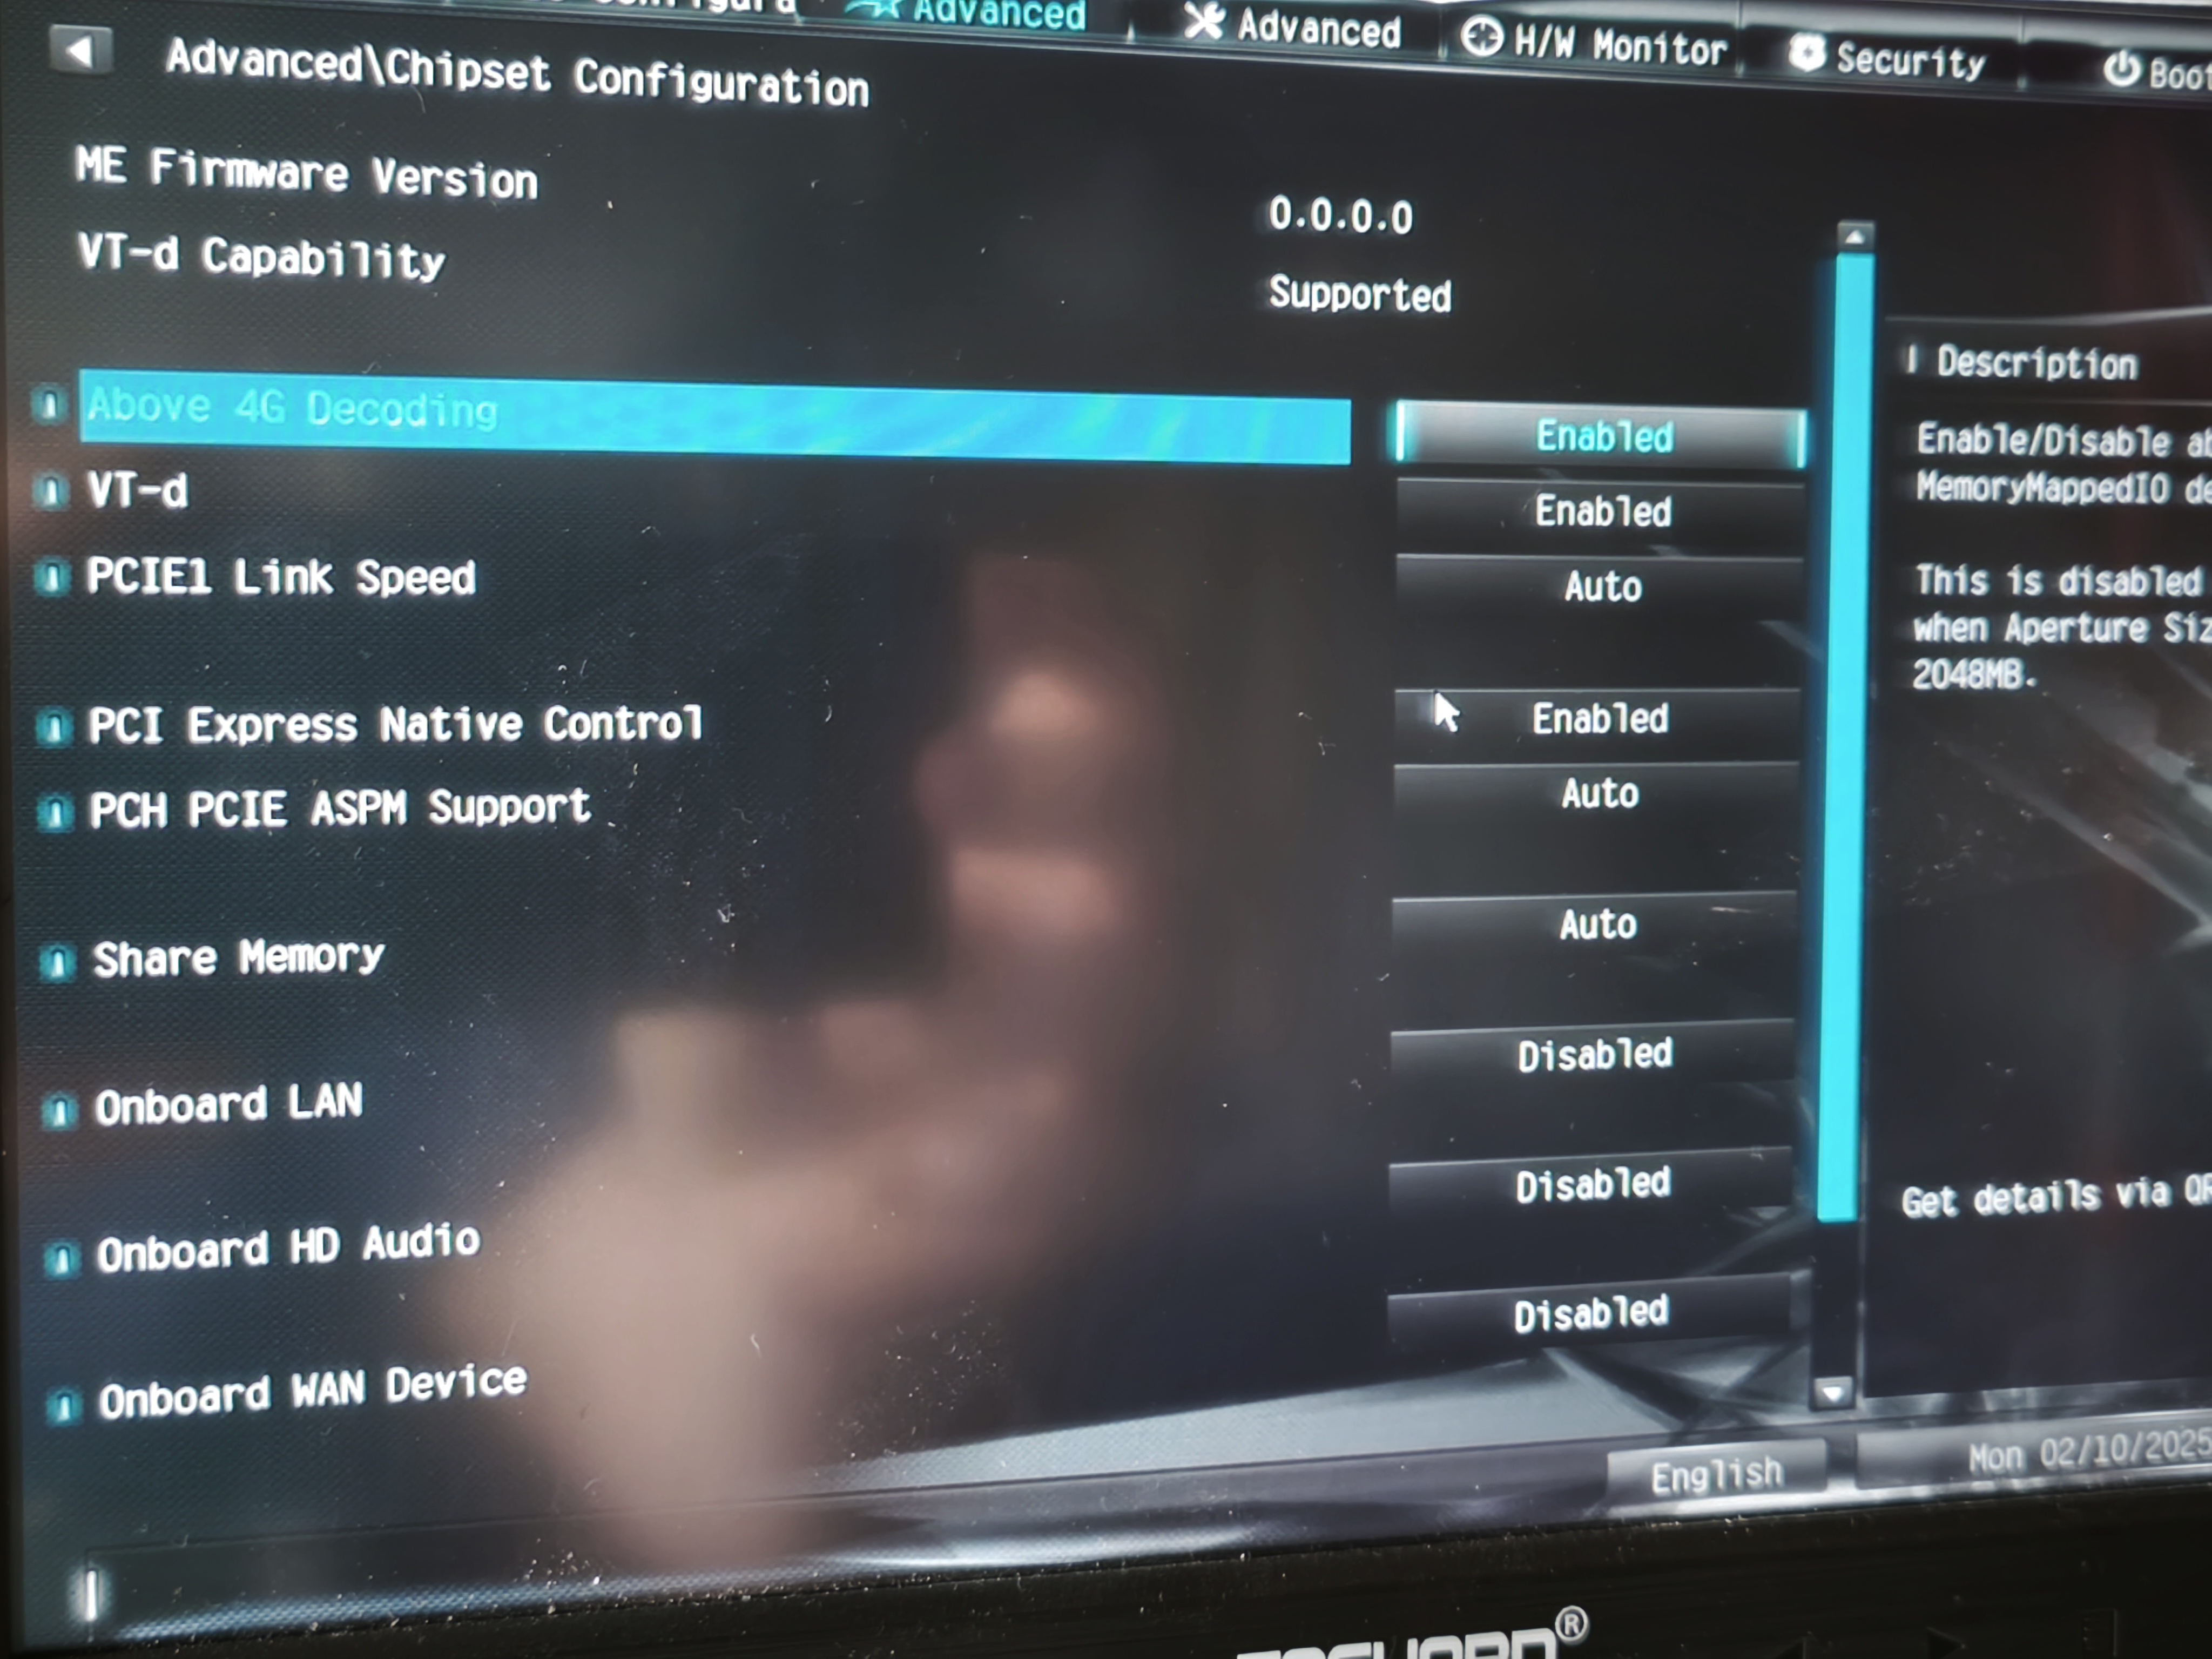 Advanced
Advanced
H/W Monitor
Security
Advanced\Chipset Configuration
ME Firmware Version
0.0.0.0
VT-d Capability
Supported
Above 4G Decoding
Enabled
VT-d
Enabled
PCIE1 Link Speed
Auto
PCI Express Native Control
Enabled
PCH PCIE ASPM Support
Auto
Share Memory
Auto
Onboard LAN
Disabled
Onboard HD Audio
Disabled
Onboard WAN Device
Disabled
Description
Enable/Disable
MemoryMappedIO
This is disabled
when Aperture
2048MB.
Get details via
English
Mon 02/10/2025